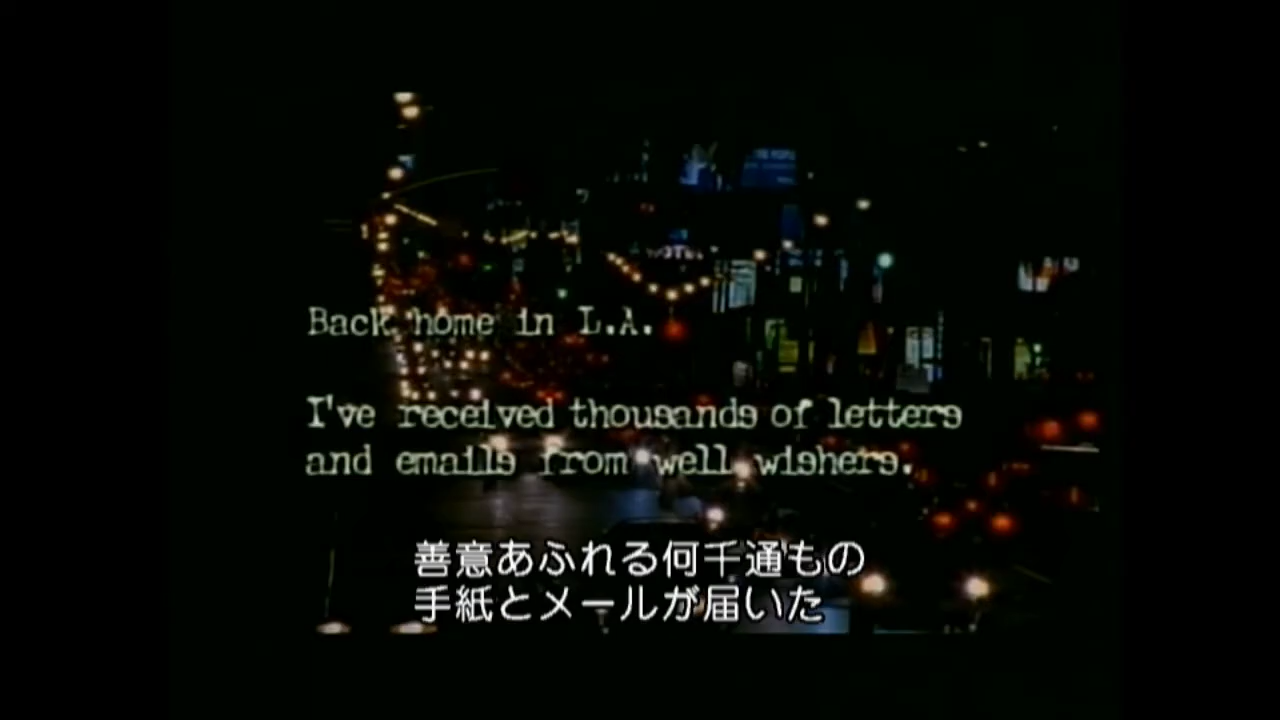 Back home in L.A.
I've received thousands of letters
and emails from well wishers.
善意あふれる何千通もの
手紙とメールが届いた